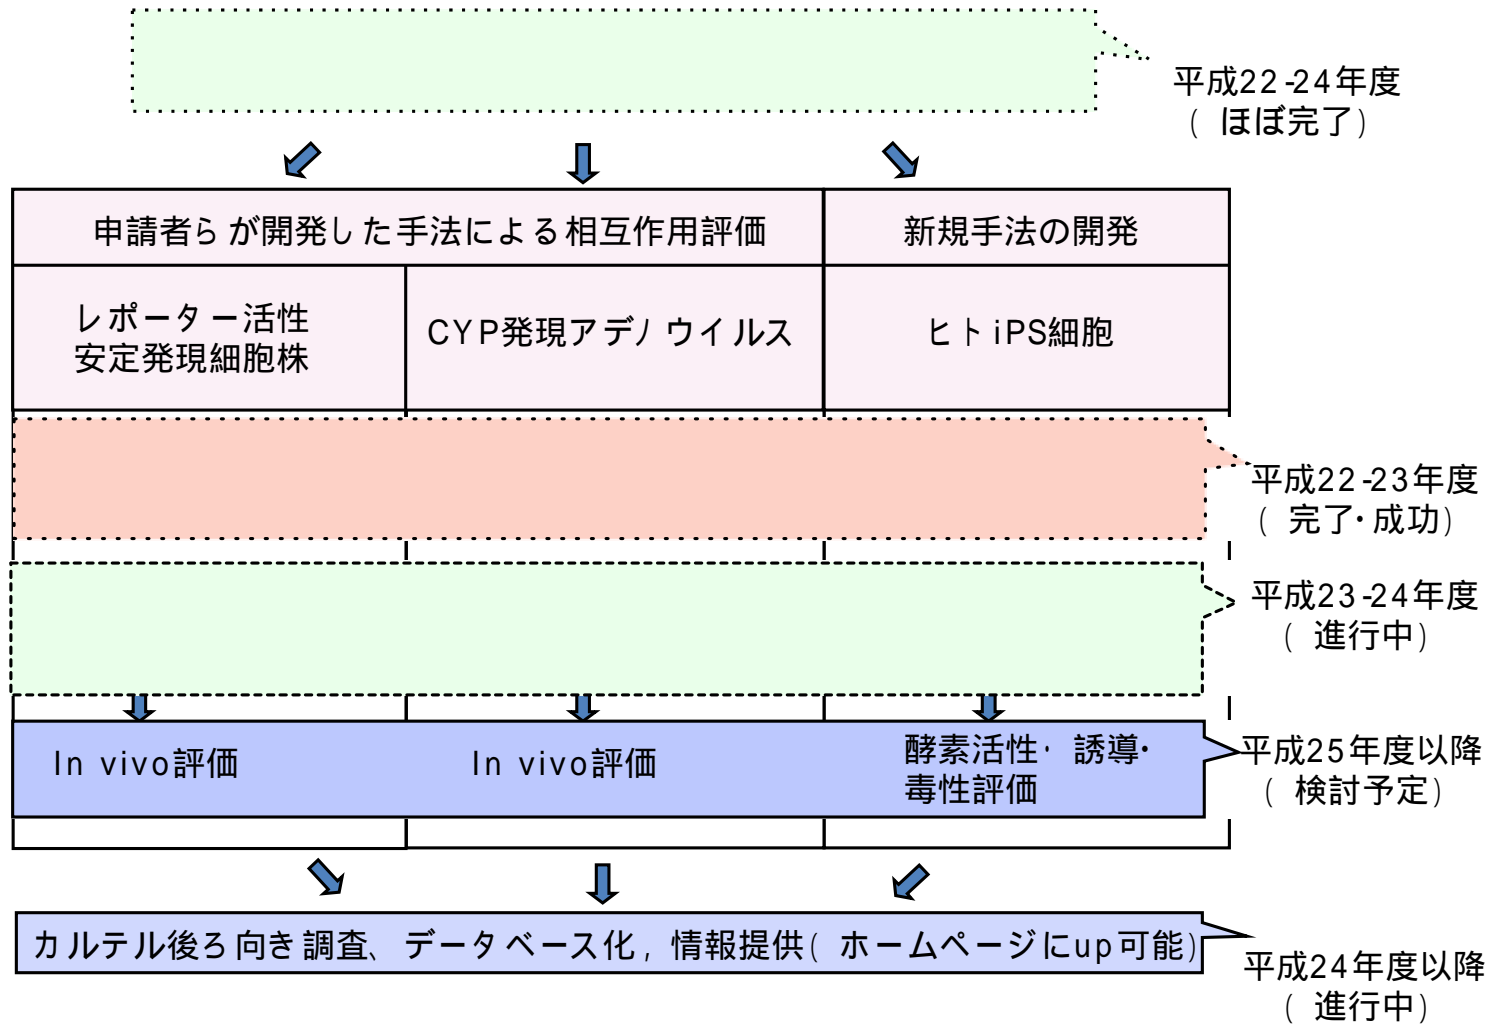 平成22-24年度
(ほぼ完了)
申請者らが開発した手法による相互作用評価
新規手法の開発
レポーター活性
安定発現細胞株
CYP発現アデノウイルス
ヒトiPS細胞
平成22-23年度
(完了・成功)
平成23-24年度
(進行中)
In vivo評価
In vivo評価
酵素活性・誘導・
毒性評価
平成25年度以降
(検討予定)
カルテル後ろ向き調査、データベース化,情報提供(ホームページにup可能)
平成24年度以降
(進行中)